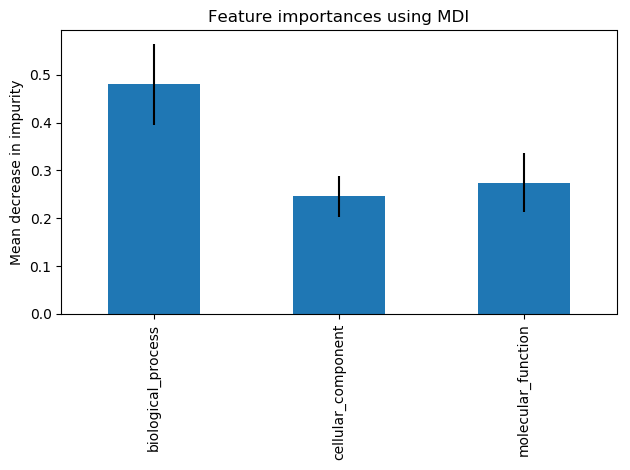 Feature importances using MDI
Mean decrease in impurity
0.5
0.4
0.3
0.2
0.1
0.0
biological_process
cellular_component
molecular_function